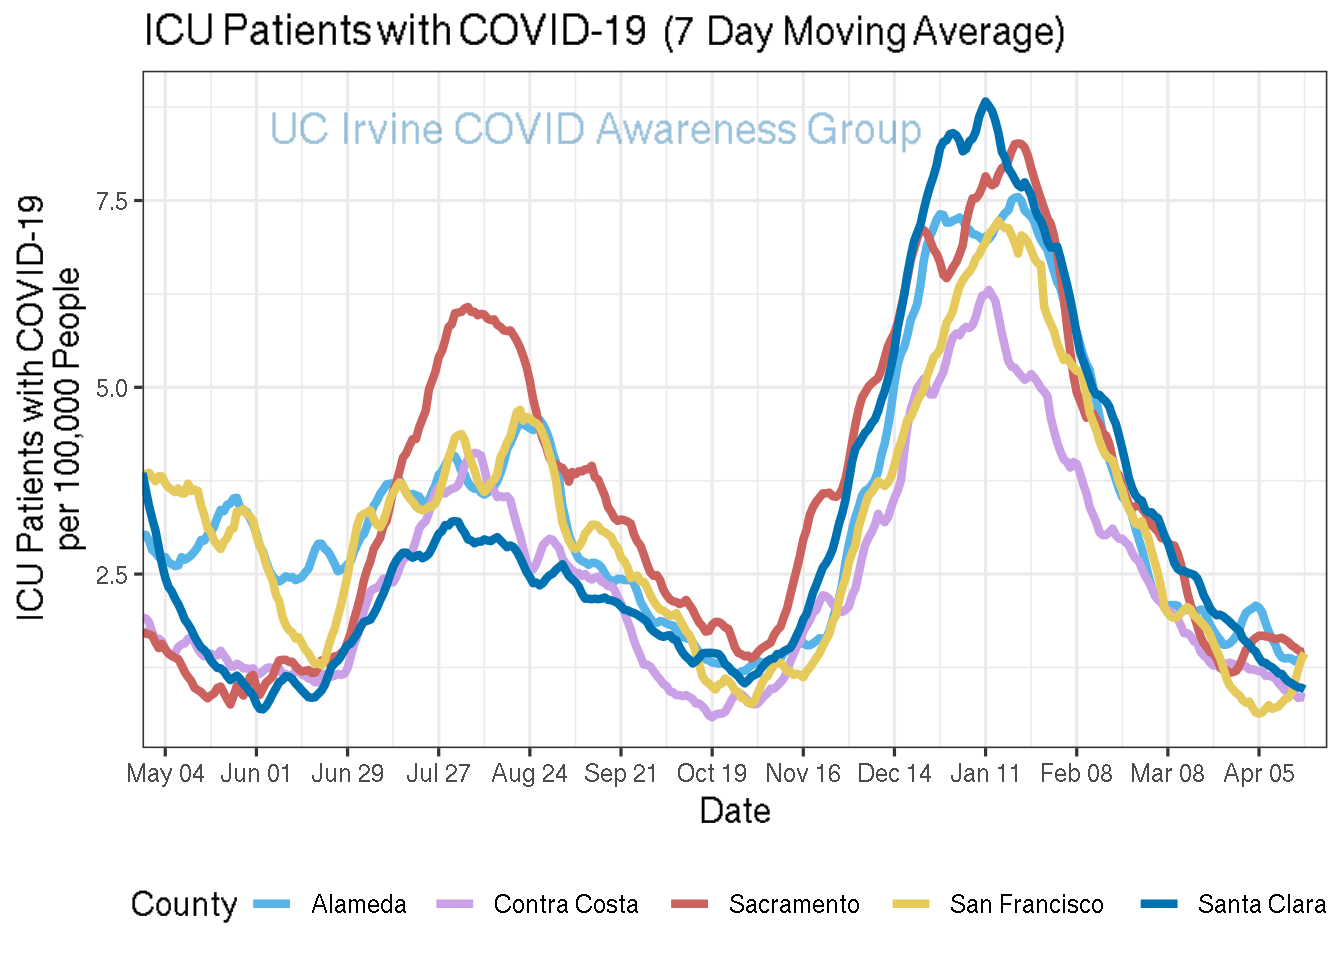 ICU Patients with COVID-19 (7 Day Moving Average)
UC Irvine COVID Awareness Group
ICU Patients with COVID-19
per 100,000 People
7.5
5.0
2.5
May 04 Jun 01 Jun 29 Jul 27 Aug 24 Sep 21 Oct 19 Nov 16 Dec 14 Jan 11 Feb 08 Mar 08 Apr 05
Date
County Alameda Contra Costa Sacramento San Francisco Santa Clara